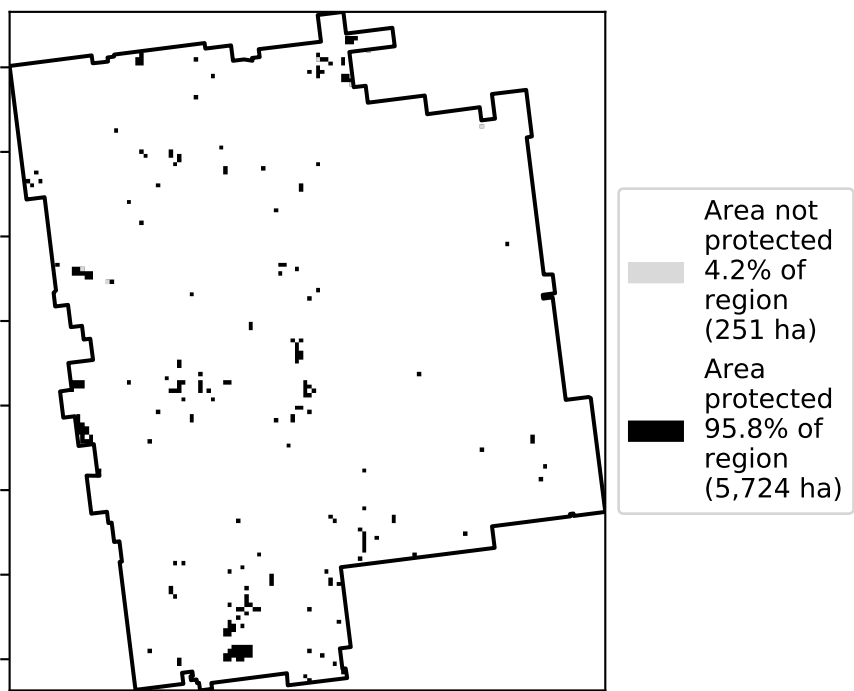 Area not
protected
4.2% of
region
(251 ha)
Area
protected
95.8% of
region
(5,724 ha)